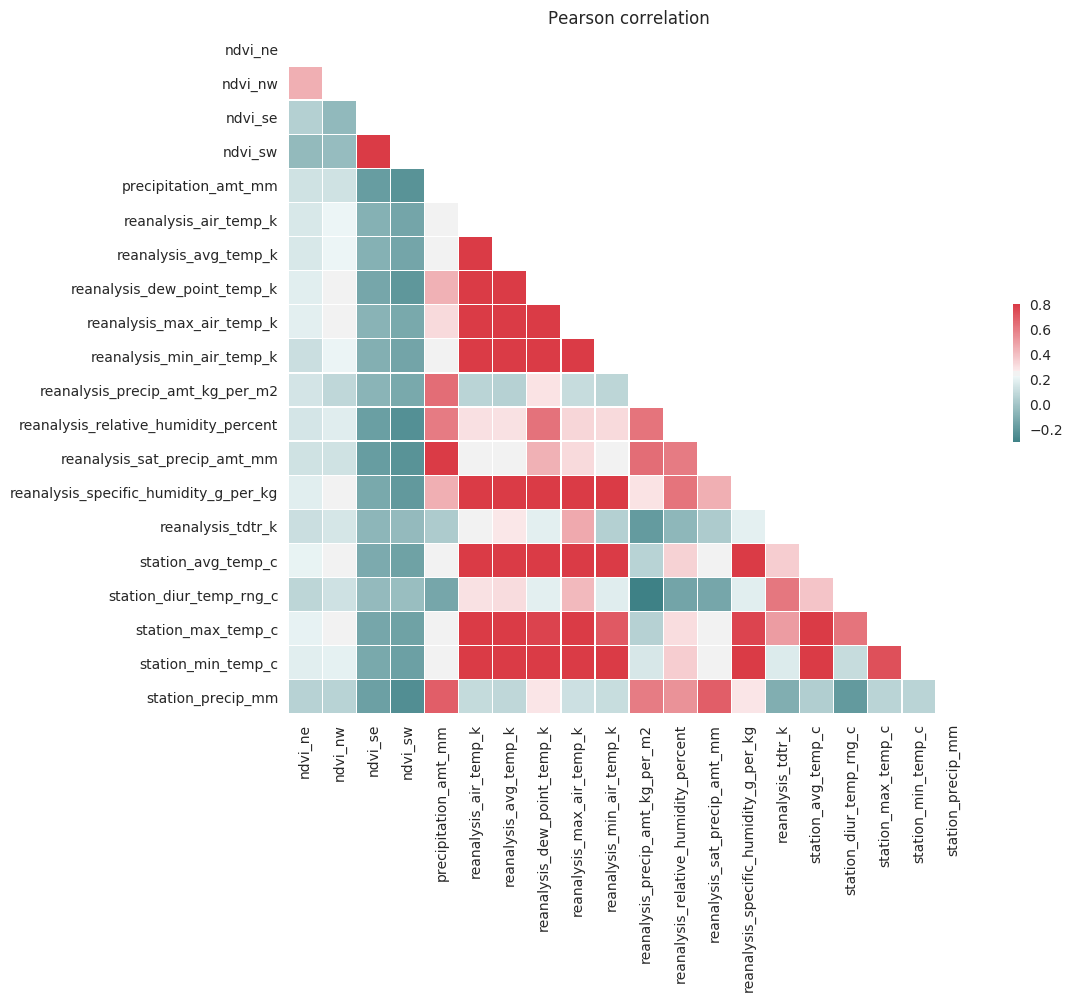 Pearson correlation
ndvi_ne
ndvi_nw
ndvi_se
ndvi_sw
precipitation_amt_mm
reanalysis_air_temp_k
reanalysis_avg_temp_k
reanalysis_dew_point_temp_k
reanalysis_max_air_temp_k
reanalysis_min_air_temp_k
reanalysis_precip_amt_kg_per_m2
reanalysis_relative_humidity_percent
reanalysis_sat_precip_amt_mm
reanalysis_specific_humidity_g_per_kg
reanalysis_tdtr_k
station_avg_temp_c
station_diur_temp_rng_c
station_max_temp_c
station_min_temp_c
station_precip_mm
0.8
0.6
0.4
0.2
0.0
−0.2
ndvi_ne
ndvi_nw
ndvi_se
ndvi_sw
precipitation_amt_mm
reanalysis_air_temp_k
reanalysis_avg_temp_k
reanalysis_dew_point_temp_k
reanalysis_max_air_temp_k
reanalysis_min_air_temp_k
reanalysis_precip_amt_kg_per_m2
reanalysis_relative_humidity_percent
reanalysis_sat_precip_amt_mm
reanalysis_specific_humidity_g_per_kg
reanalysis_tdtr_k
station_avg_temp_c
station_diur_temp_rng_c
station_max_temp_c
station_min_temp_c
station_precip_mm